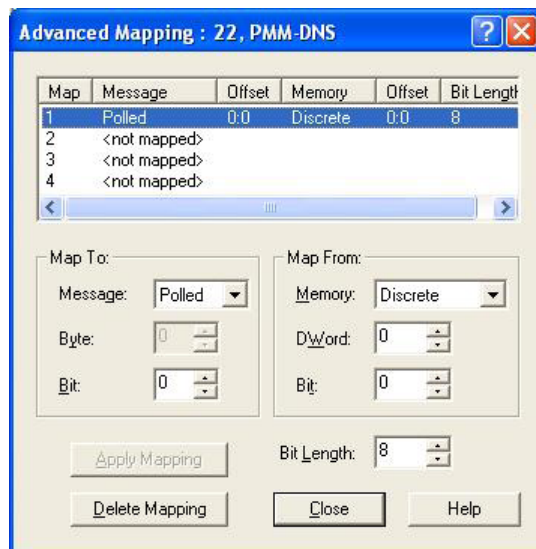 Advanced Mapping : 22, PMM-DNS
Map Message Offset Memory Offset Bit Length
1 Polled 0:0 Discrete 0:0 8
2 <not mapped>
3 <not mapped>
4 <not mapped>
Map To: Map From:
Message: Polled Memory: Discrete
Byte: 0 DWord: 0
Bit: 0 Bit: 0
Apply Mapping Bit Length: 8
Delete Mapping Close Help